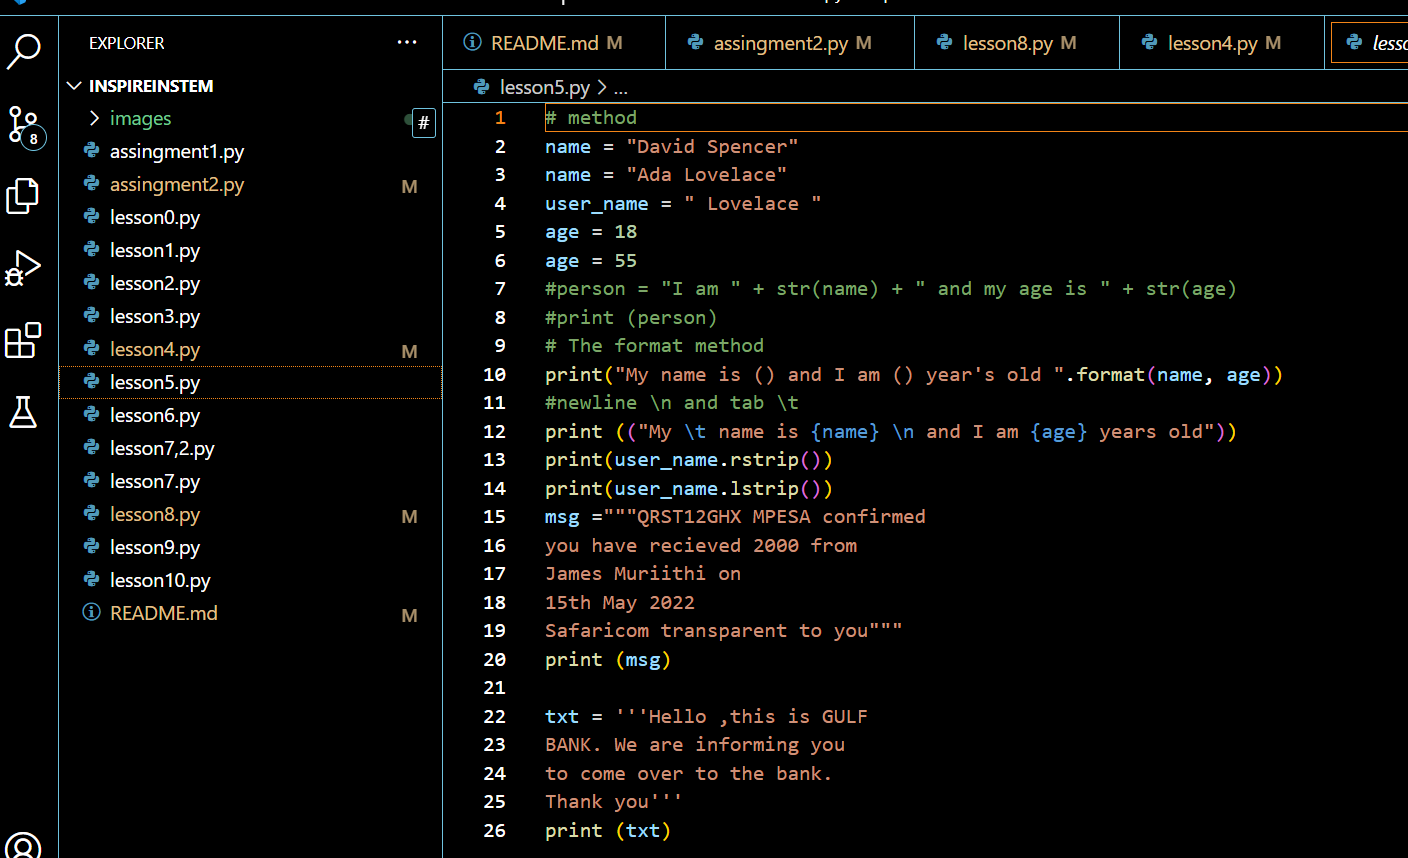 EXPLORER
INSPIREINSTEM
images
#
assingment1.py
assingment2.py M
lesson0.py
lesson1.py
lesson2.py
lesson3.py
lesson4.py M
lesson5.py
lesson6.py
lesson7,2.py
lesson7.py
lesson8.py M
lesson9.py
lesson10.py
README.md M
8
README.md M assingment2.py M lesson8.py M lesson4.py M
lesson5.py > ...
1 # method
2 name = "David Spencer"
3 name = "Ada Lovelace"
4 user_name = " Lovelace "
5 age = 18
6 age = 55
7 #person = "I am " + str(name) + " and my age is " + str(age)
8 #print (person)
9 # The format method
10 print("My name is () and I am () year's old ".format(name, age))
11 #newline \n and tab \t
12 print (("My \t name is {name} \n and I am {age} years old"))
13 print(user_name.rstrip())
14 print(user_name.lstrip())
15 msg ="""QRST12GHX MPESA confirmed
16 you have recieved 2000 from
17 James Muriithi on
18 15th May 2022
19 Safaricom transparent to you"""
20 print (msg)
21
22 txt = '''Hello ,this is GULF
23 BANK. We are informing you
24 to come over to the bank.
25 Thank you'''
26 print (txt)